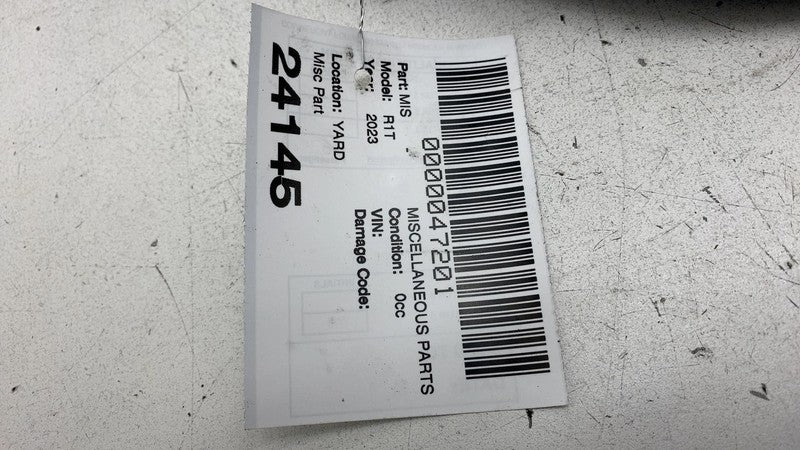 0000047201
Part: MIS MISCELLANEOUS PARTS
Model: R1T Condition: 0cc
Year: 2023 VIN:
Damage Code:
Location: YARD
Misc Part
24145